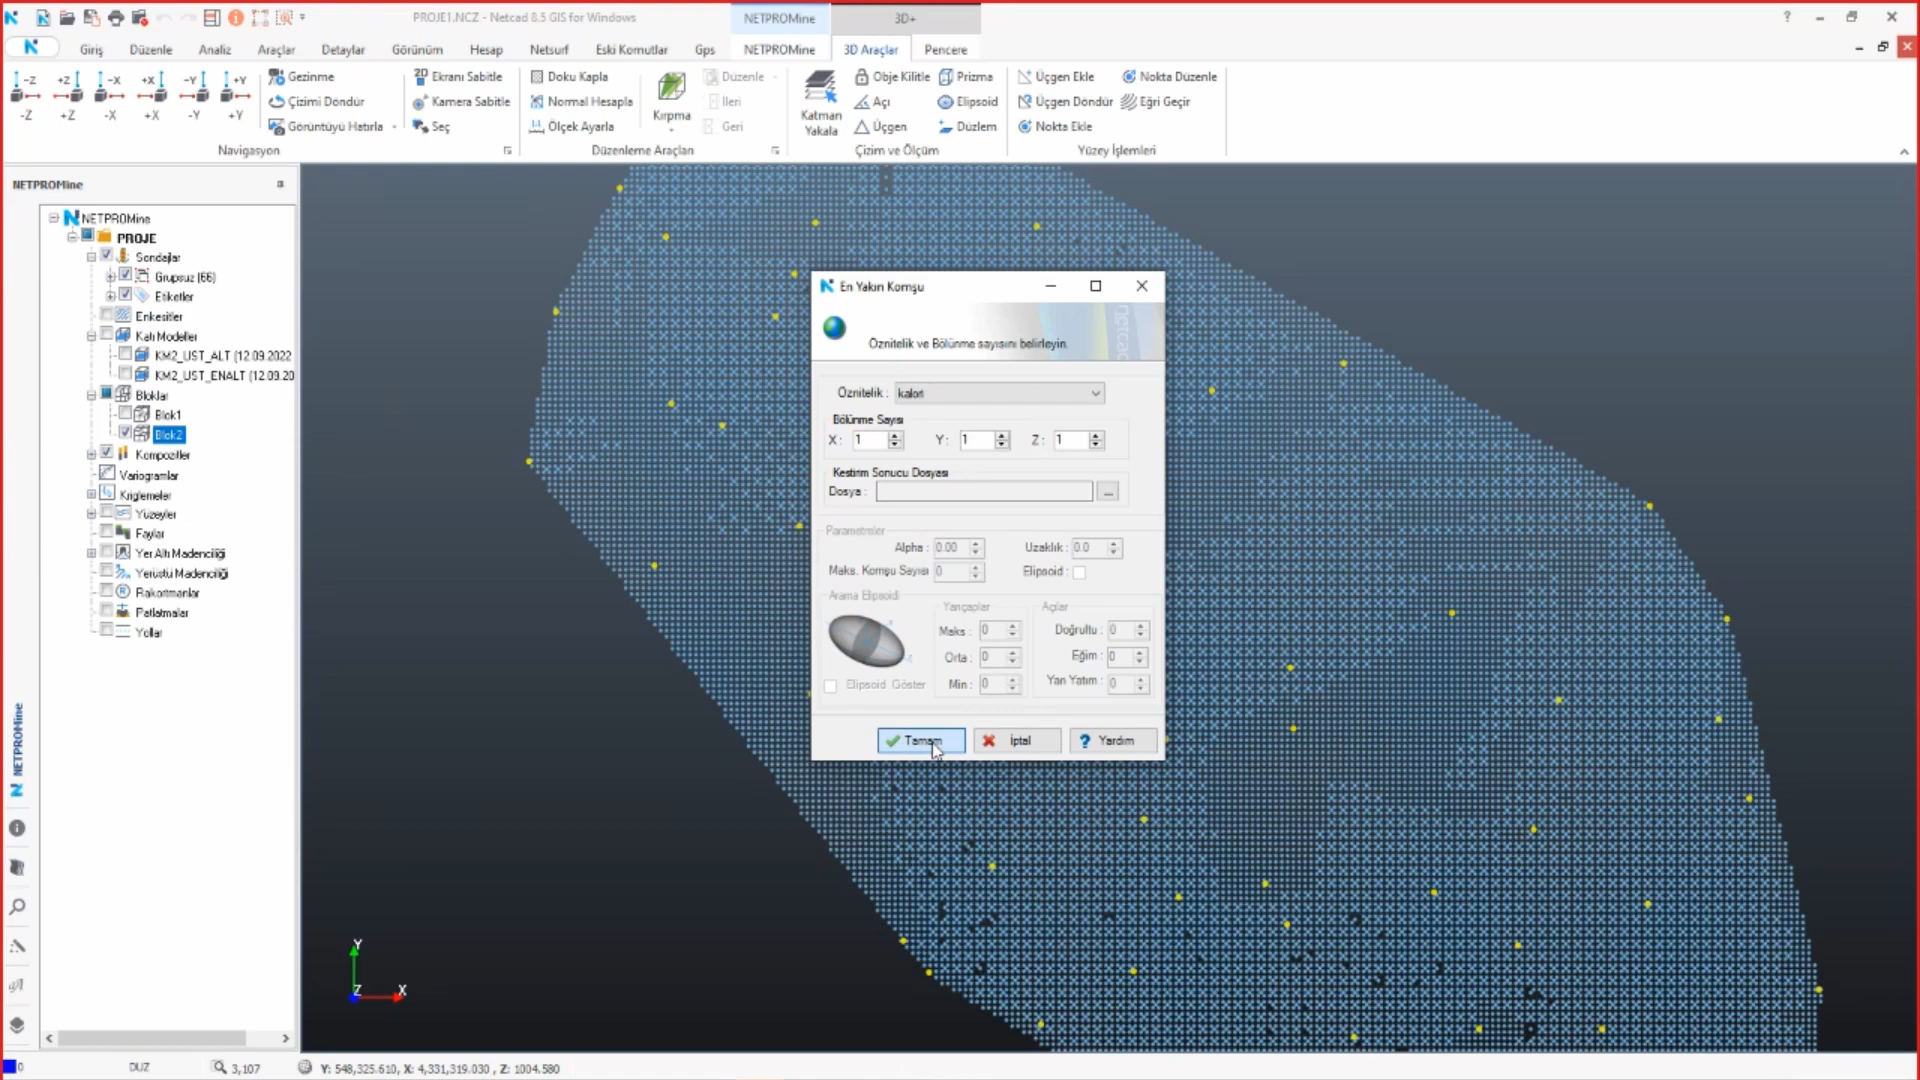 PROJE1.NCZ - Netcad 8.5 GIS for Windows
NETPROMine
3D+
Giriş
Düzenle
Analiz
Araçlar
Detaylar
Görünüm
Hesap
Netsurf
Eski Komutlar
Gps
NETPROMine
3D Araçlar
Pencere
-Z
+Z
-X
+X
-Y
+Y
-Z
+Z
-X
+X
-Y
+Y
Gezinme
Çizimi Döndür
Görüntüyü Hatırla
2D Ekranı Sabitle
Kamera Sabitle
Seç
Navigasyon
Doku Kapla
Normal Hesapla
Ölçek Ayarla
Kırpma
Düzenle
İleri
Geri
Düzenleme Araçları
Katman
Yakala
Obje Kilitle
Açı
Üçgen
Prizma
Elipsoid
Düzlem
Çizim ve Ölçüm
Üçgen Ekle
Üçgen Döndür
Nokta Ekle
Nokta Düzenle
Eğri Geçir
Yüzey İşlemleri
NETPROMine
NETPROMine
PROJE
Sondajlar
Grupsuz (66)
Etiketler
Enkesitler
Katı Modeller
KM2_UST_ALT (12.09.2022
KM2_UST_ENALT (12.09.20
Bloklar
Blok1
Blok2
Kompozitler
Variogramlar
Kriglemeler
Yüzeyler
Faylar
Yer Altı Madenciliği
Yerüstü Madenciliği
Rakortmanlar
Patlatmalar
Yollar
NETPROMine
En Yakın Komşu
netcad
Öznitelik ve Bölünme sayısını belirleyin.
Öznitelik : kalori
Bölünme Sayısı
X : 1 Y : 1 Z : 1
Kestirim Sonucu Dosyası
Dosya : ...
Parametreler
Alpha : 0.00 Uzaklık : 0.0
Maks. Komşu Sayısı 0 Elipsoid :
Arama Elipsoidi
Yarıçaplar
Açılar
Maks : 0 Doğrultu : 0
Orta : 0 Eğim : 0
Elipsoid Göster Min : 0 Yan Yatım : 0
Tamam İptal Yardım
Y
Z X
0
DUZ
3,107
Y: 548,325.610, X: 4,331,319.030 , Z: 1004.580